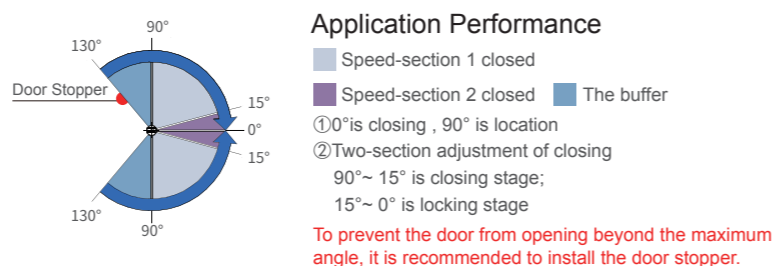 90°
130°
Door Stopper
15°
0°
15°
130°
90°
Application Performance
Speed-section 1 closed
Speed-section 2 closed The buffer
①0°is closing , 90° is location
②Two-section adjustment of closing
90°~ 15° is closing stage;
15°~ 0° is locking stage
To prevent the door from opening beyond the maximum
angle, it is recommended to install the door stopper.